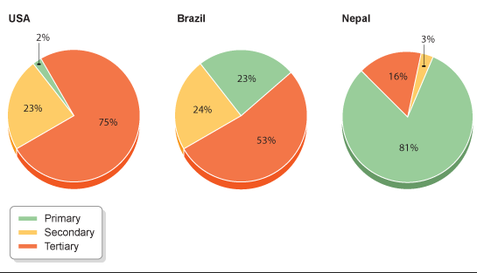 USA
Brazil
Nepal
2%
23%
75%
23%
24%
53%
3%
16%
81%
Primary
Secondary
Tertiary